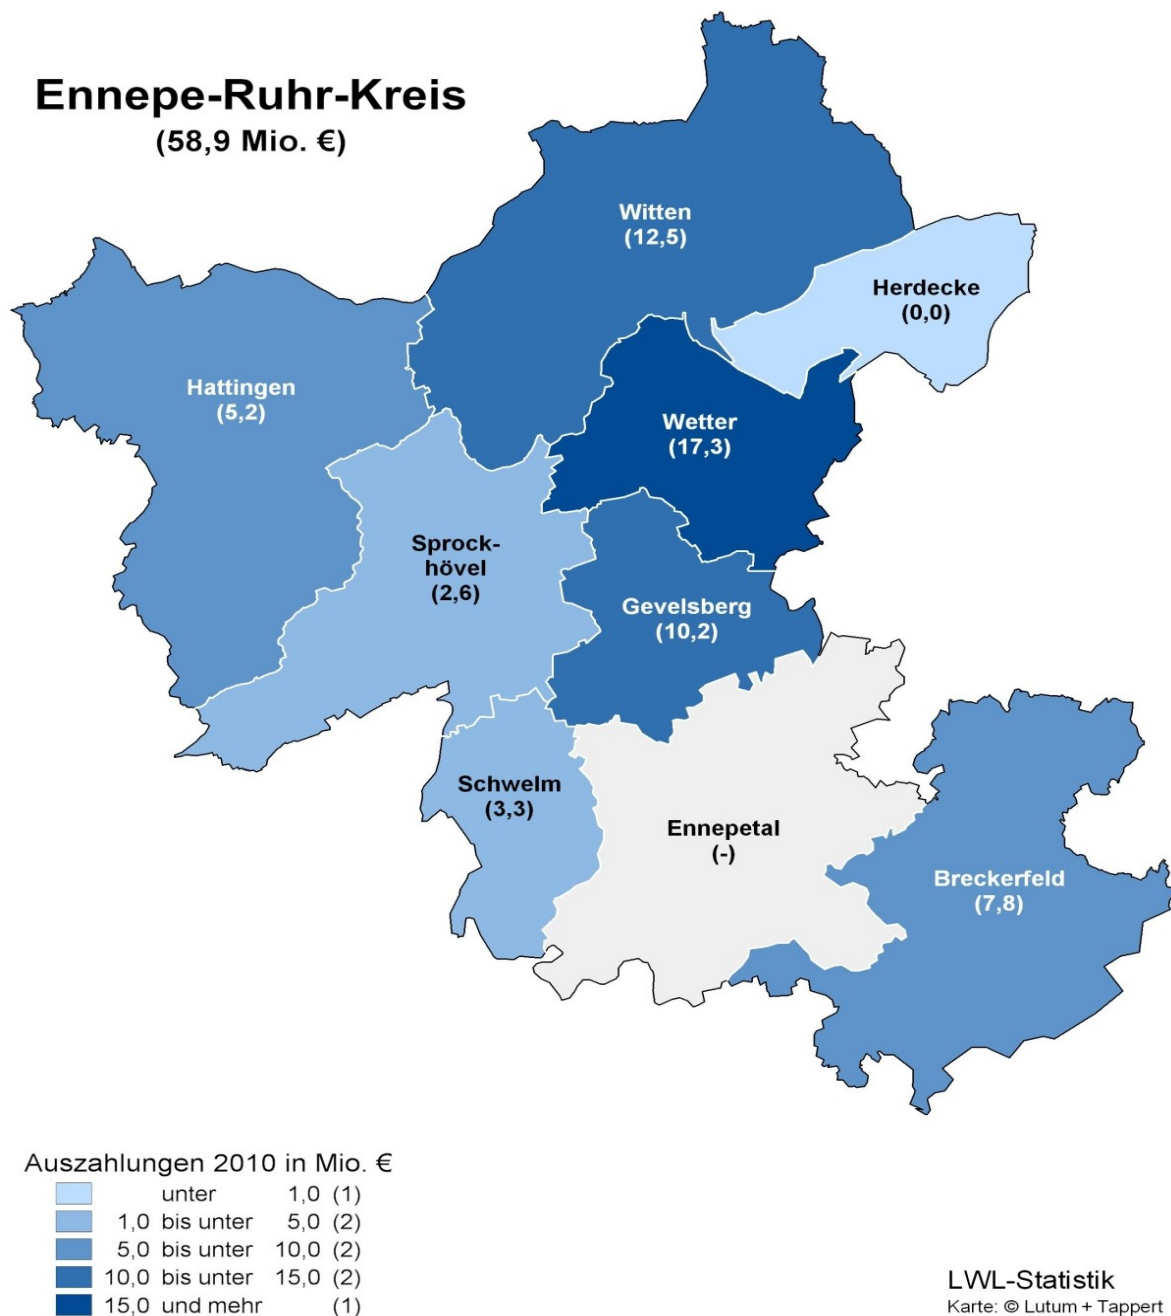 Ennepe-Ruhr-Kreis
(58,9 Mio. €)
Witten
(12,5)
Herdecke
(0,0)
Hattingen
(5,2)
Wetter
(17,3)
Sprock-
hövel
(2,6)
Gevelsberg
(10,2)
Schwelm
(3,3)
Ennepetal
(-)
Breckerfeld
(7,8)
Auszahlungen 2010 in Mio. €
unter 1,0 (1)
1,0 bis unter 5,0 (2)
5,0 bis unter 10,0 (2)
10,0 bis unter 15,0 (2)
15,0 und mehr (1)
LWL-Statistik
Karte: © Lutum + Tappert